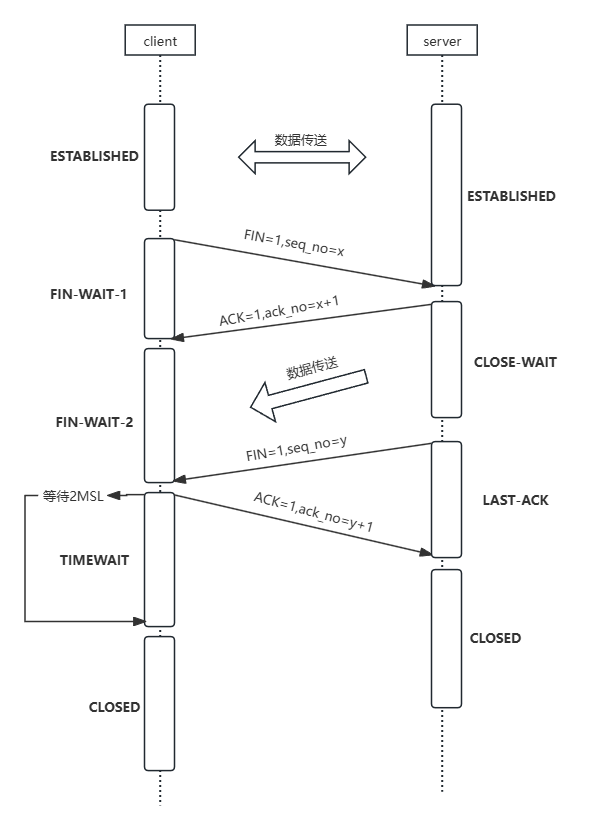 client
server
数据传送
ESTABLISHED
ESTABLISHED
FIN=1,seq_no=x
FIN-WAIT-1
ACK=1,ack_no=x+1
CLOSE-WAIT
数据传送
FIN-WAIT-2
FIN=1,seq_no=y
等待2MSL
ACK=1,ack_no=y+1
LAST-ACK
TIMEWAIT
CLOSED
CLOSED